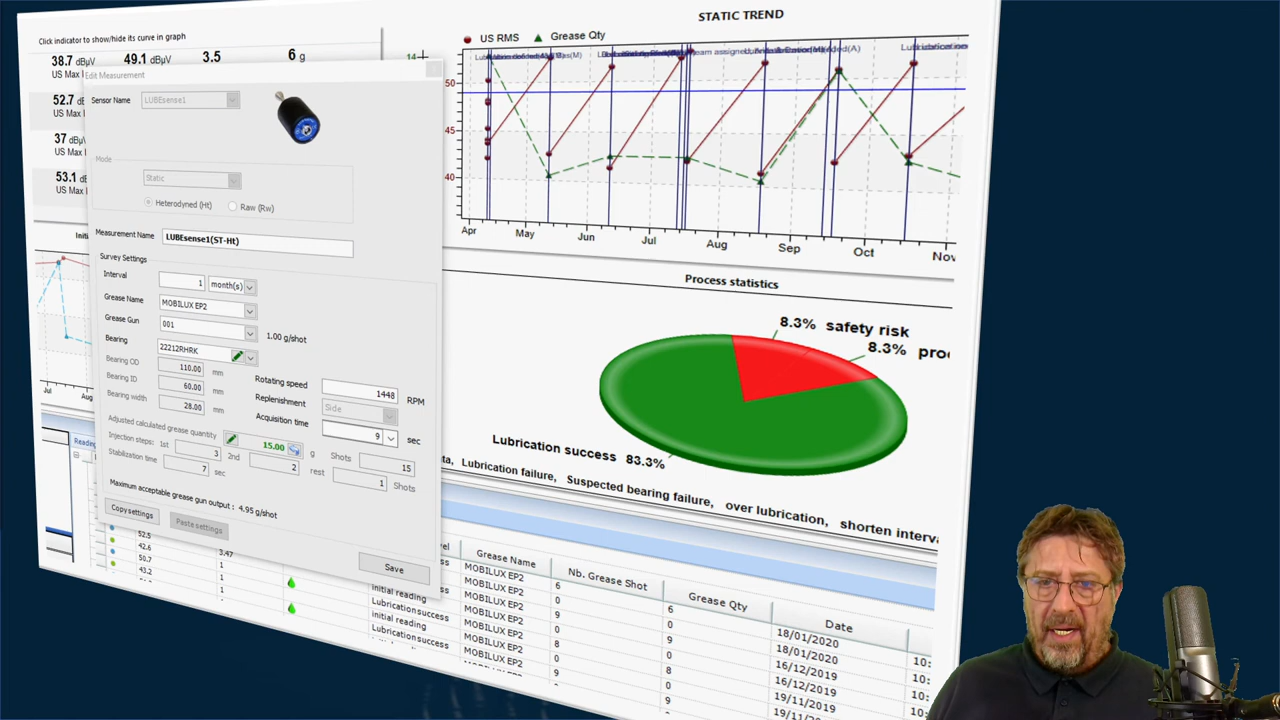 Click indicator to show/hide its curve in graph
38.7 dBµV 49.1 dBµV 3.5 6 g
US Max
52.7
US Max
37 dBµV
US Max
53.1
US Max
Edit Measurement
Sensor Name LUBEsense1
Mode
Static
Heterodyned (Ht) Raw (Rw)
Measurement Name LUBEsense1(ST-Ht)
Survey Settings
Interval 1 month(s)
Grease Name MOBILUX EP2
Grease Gun 001 1.00 g/shot
Bearing 22212RHRK
Bearing OD 110.00 mm
Bearing ID 60.00 mm
Bearing width 28.00 mm
Rotating speed 1448 RPM
Replenishment Side
Acquisition time 9 sec
Adjusted calculated grease quantity 15.00 g Shots 15
Injection steps: 1st 3 2nd 2 rest 1 Shots
Stabilization time 7 sec
Maximum acceptable grease gun output : 4.95 g/shot
Copy settings Paste settings
Save
Jul Aug
Reading
52.5
42.6 3.47
50.7 1
43.2 1
1
STATIC TREND
US RMS Grease Qty
14
50
45
40
Apr May Jun Jul Aug Sep Oct Nov
Process statistics
8.3% safety risk
8.3%
Lubrication success 83.3%
Lubrication failure, Suspected bearing failure, over lubrication, shorten
Grease Name Nb. Grease Shot Grease Qty Date
MOBILUX EP2 6 6 18/01/2020
initial reading MOBILUX EP2 0 0 18/01/2020
Lubrication success MOBILUX EP2 9 9 16/12/2019
initial reading MOBILUX EP2 0 0 16/12/2019
Lubrication success MOBILUX EP2 8 8 19/11/2019
MOBILUX EP2 0 0
MOBILUX EP2 9 9